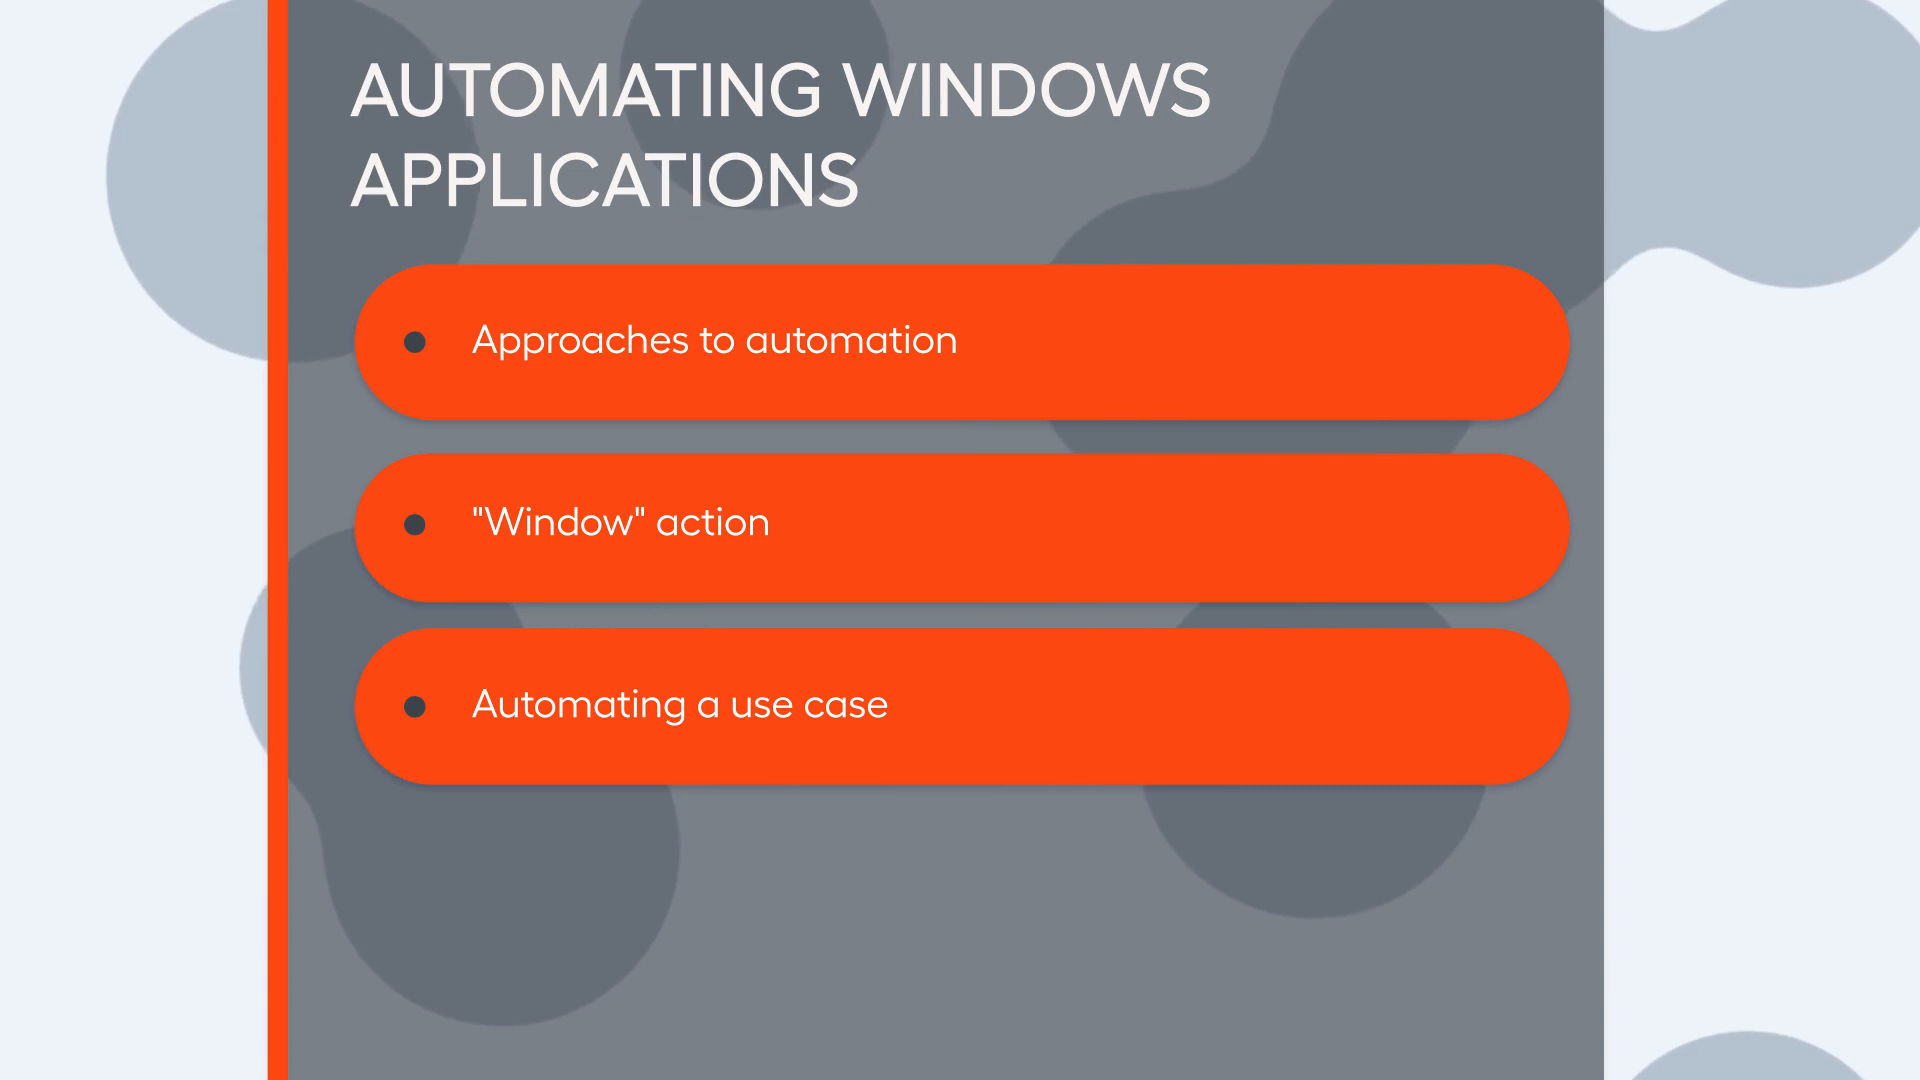 AUTOMATING WINDOWS
APPLICATIONS
Approaches to automation
"Window" action
Automating a use case